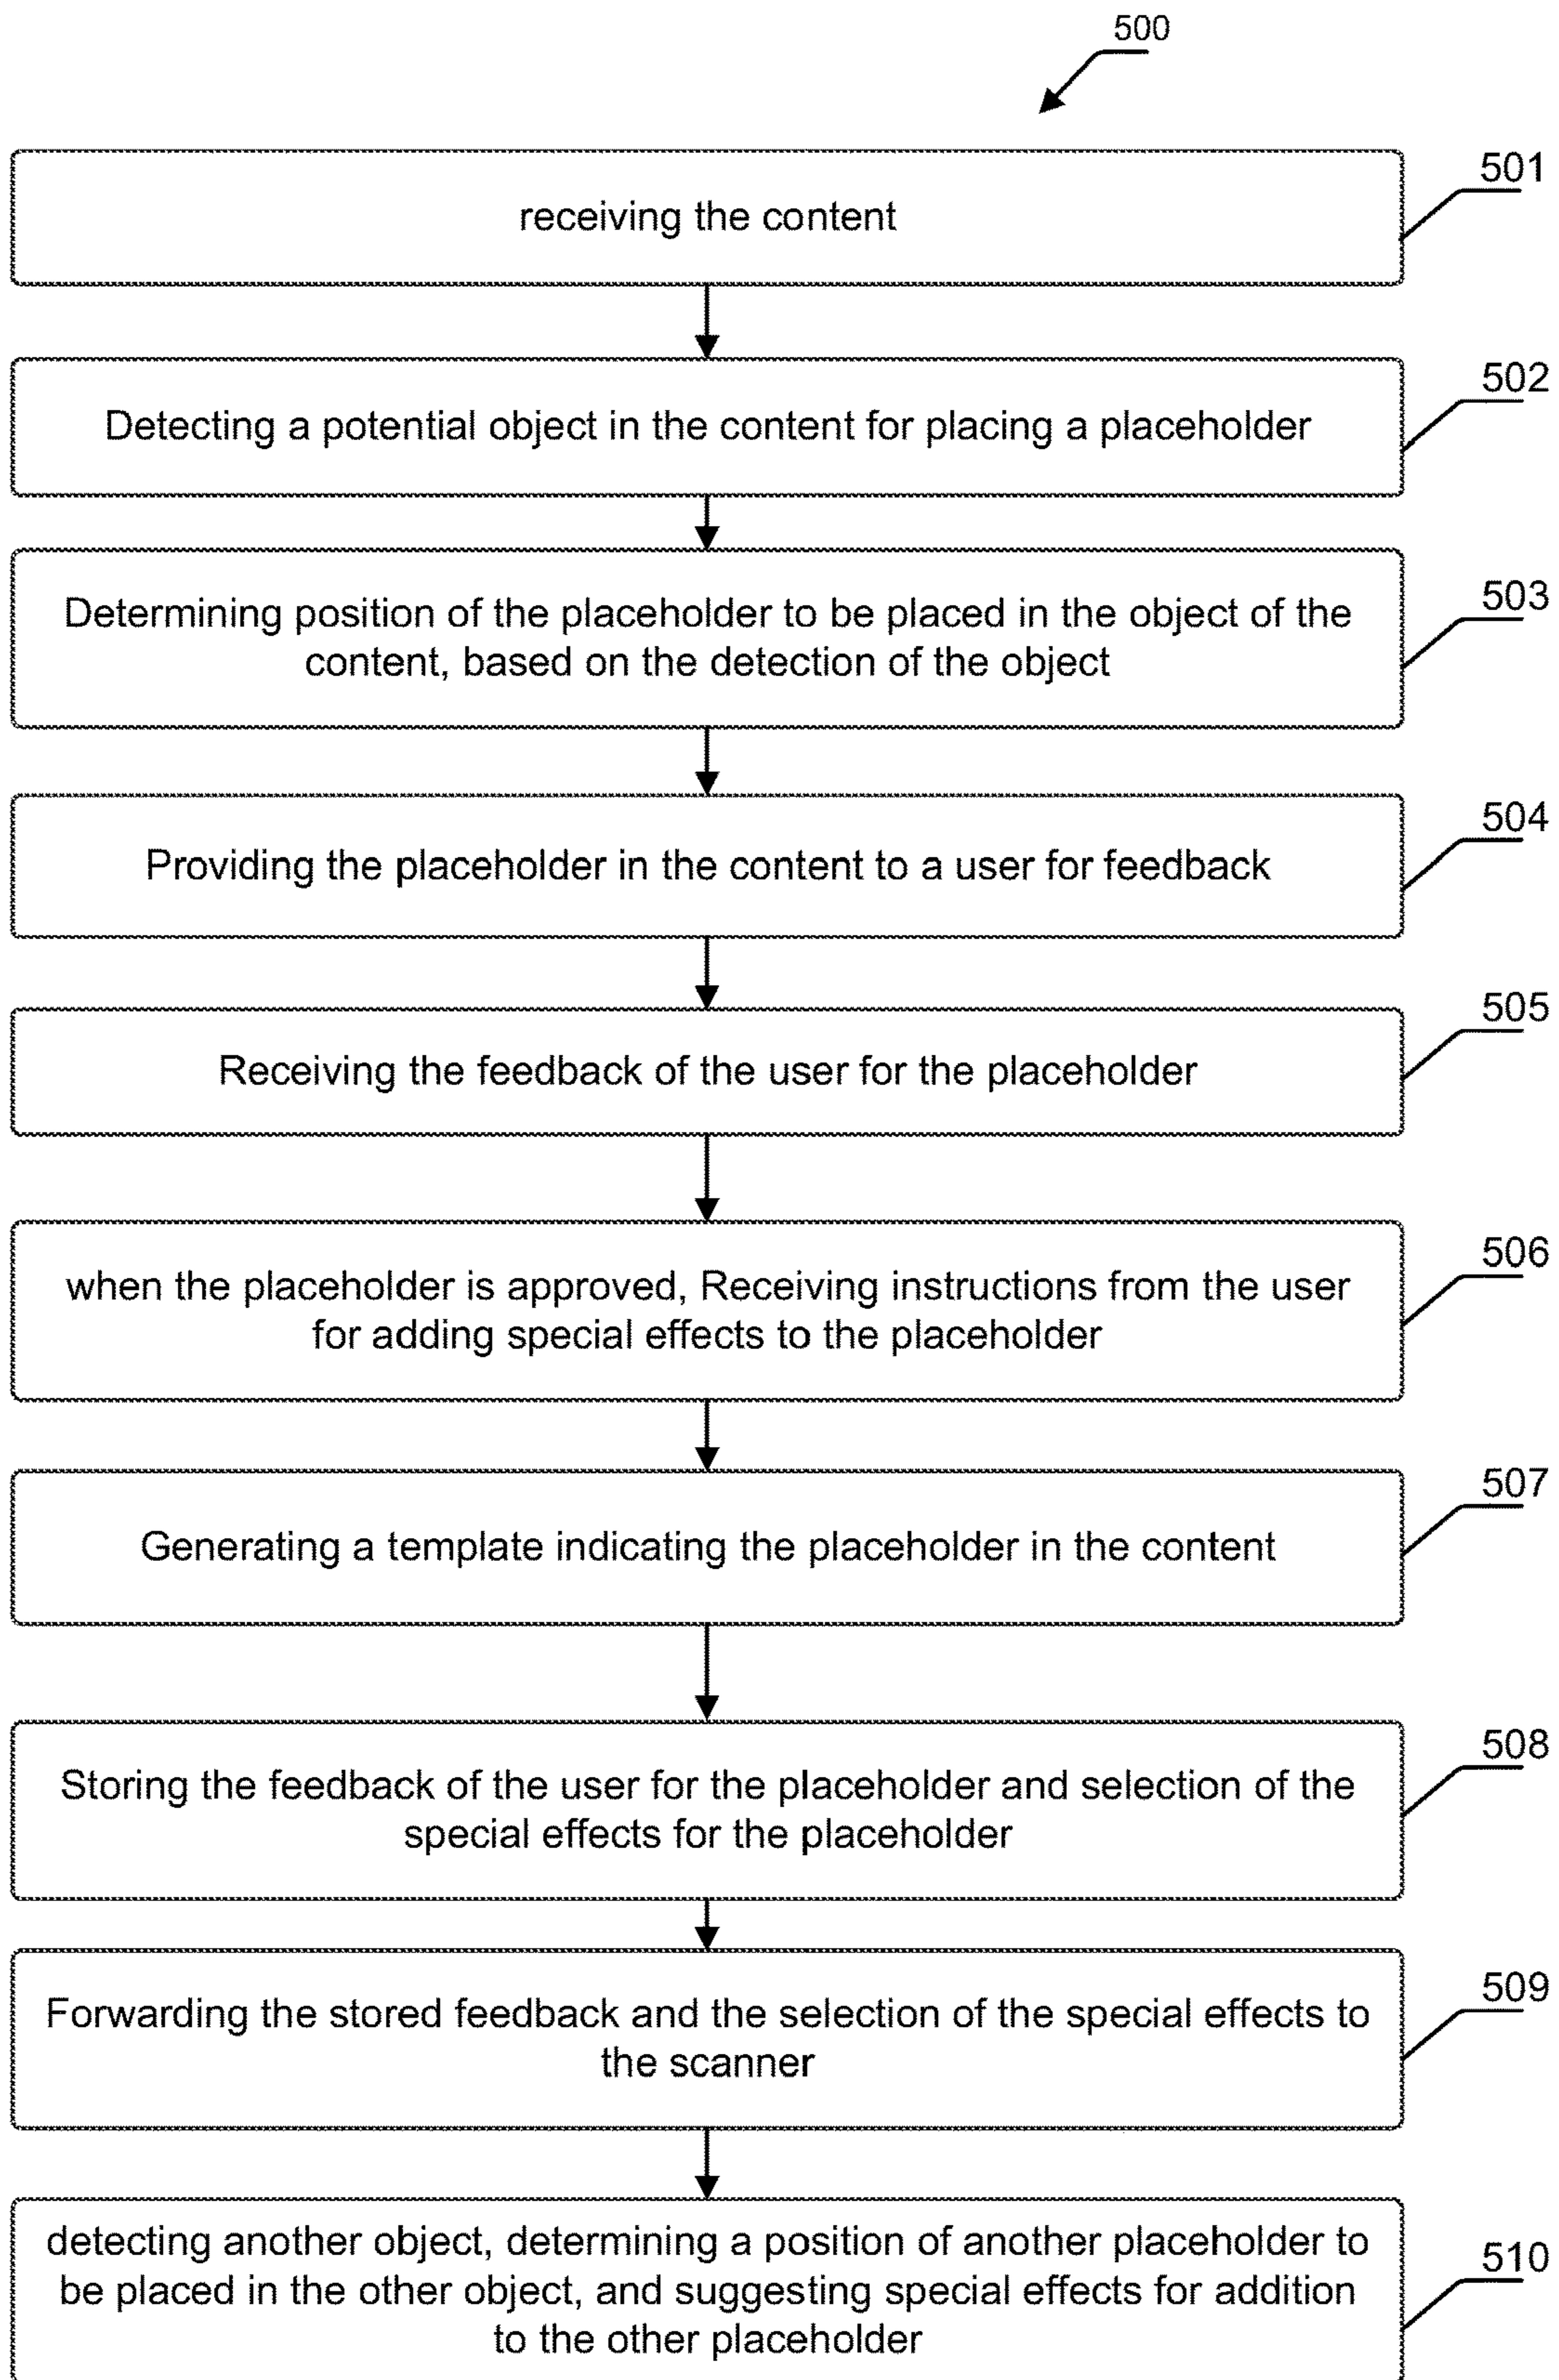 500
501
receiving the content
502
Detecting a potential object in the content for placing a placeholder
503
Determining position of the placeholder to be placed in the object of the
content, based on the detection of the object
504
Providing the placeholder in the content to a user for feedback
505
Receiving the feedback of the user for the placeholder
506
when the placeholder is approved, Receiving instructions from the user
for adding special effects to the placeholder
507
Generating a template indicating the placeholder in the content
508
Storing the feedback of the user for the placeholder and selection of the
special effects for the placeholder
509
Forwarding the stored feedback and the selection of the special effects to
the scanner
510
detecting another object, determining a position of another placeholder to
be placed in the other object, and suggesting special effects for addition
to the other placeholder